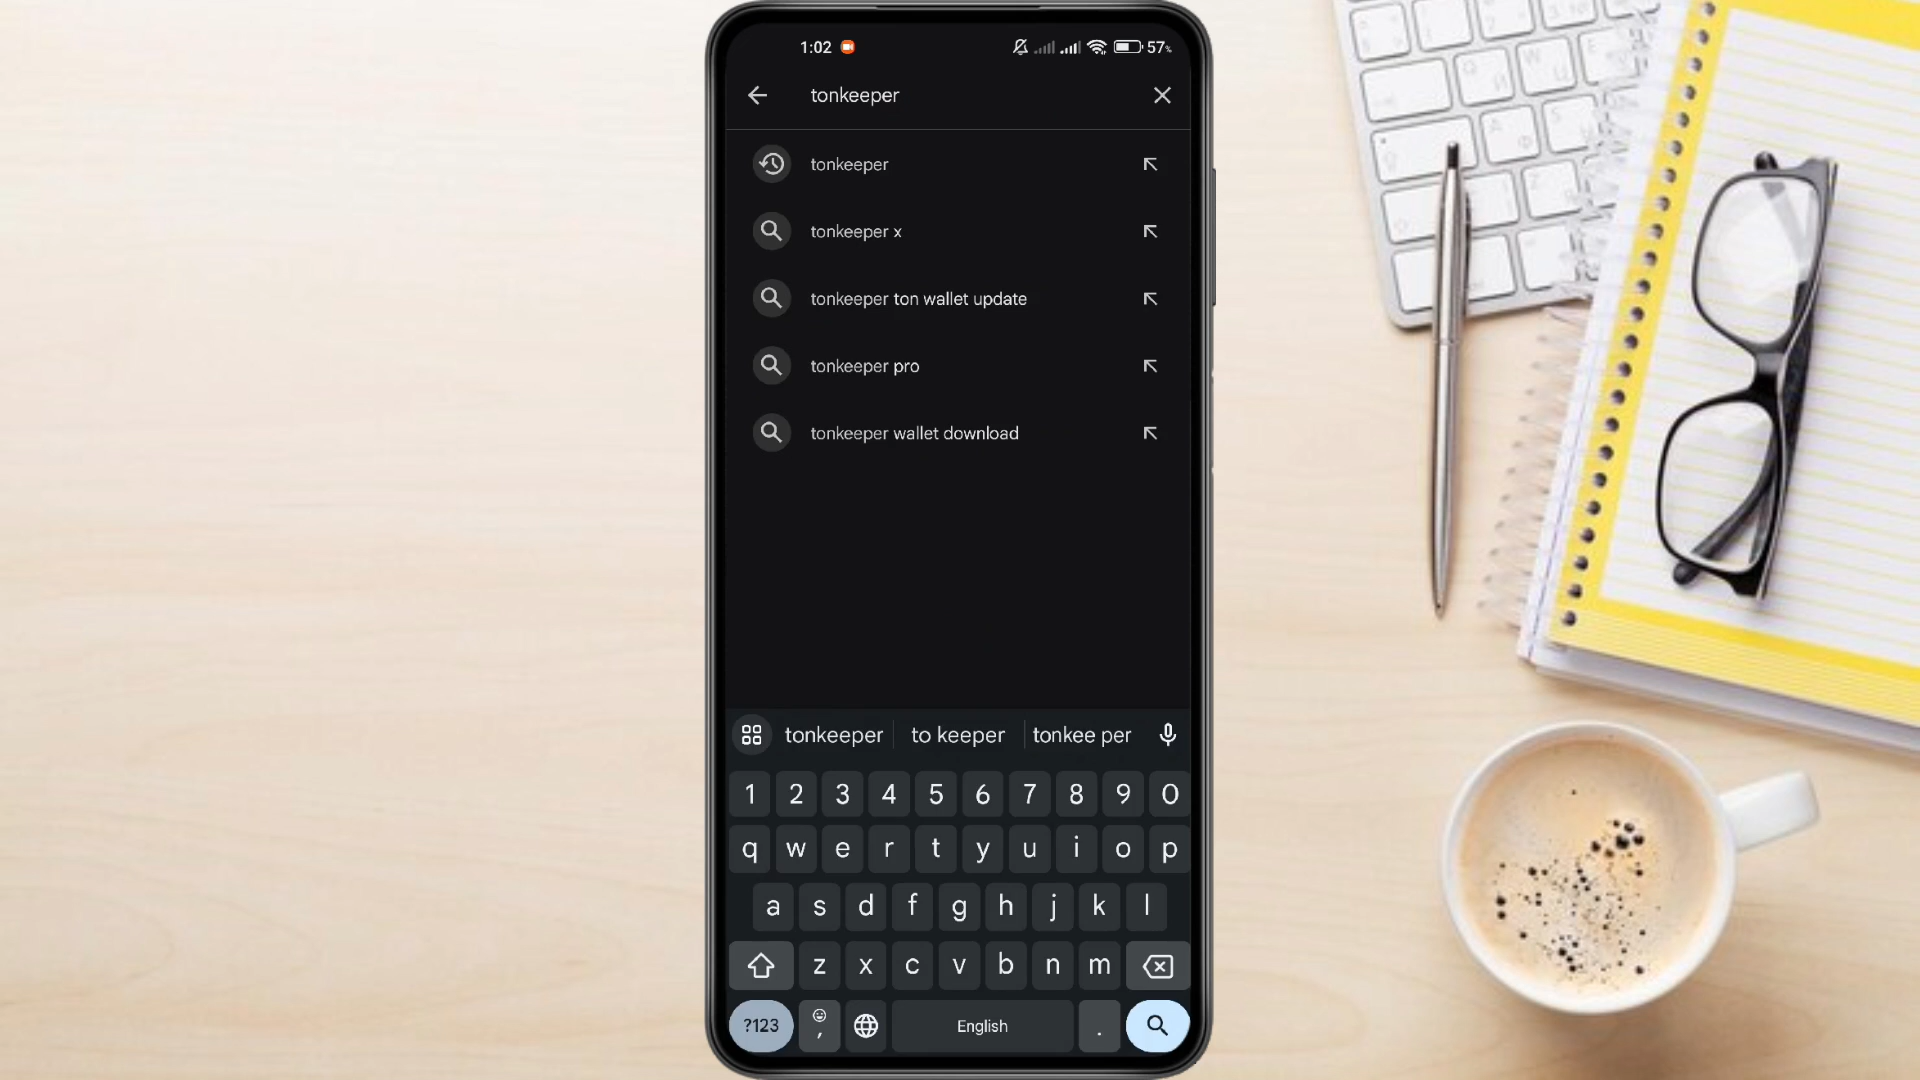 1:02 57%
tonkeeper
tonkeeper
tonkeeper x
tonkeeper ton wallet update
tonkeeper pro
tonkeeper wallet download
tonkeeper to keeper tonkee per
1 2 3 4 5 6 7 8 9 0
q w e r t y u i o p
a s d f g h j k l
z x c v b n m
?123 , English .